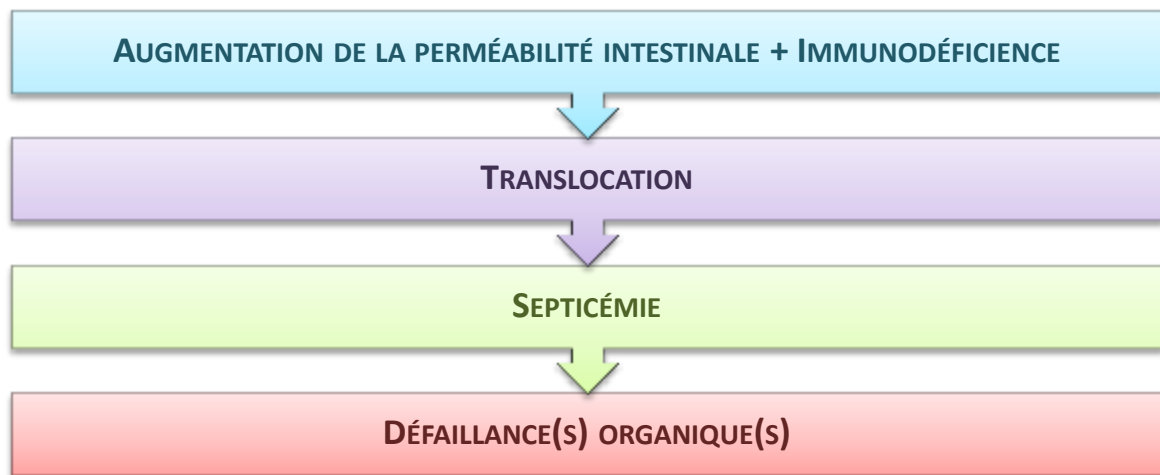 AUGMENTATION DE LA PERMÉABILITÉ INTESTINALE + IMMUNODÉFICIENCE
TRANSLOCATION
SEPTICÉMIE
DÉFAILLANCE(S) ORGANIQUE(S)